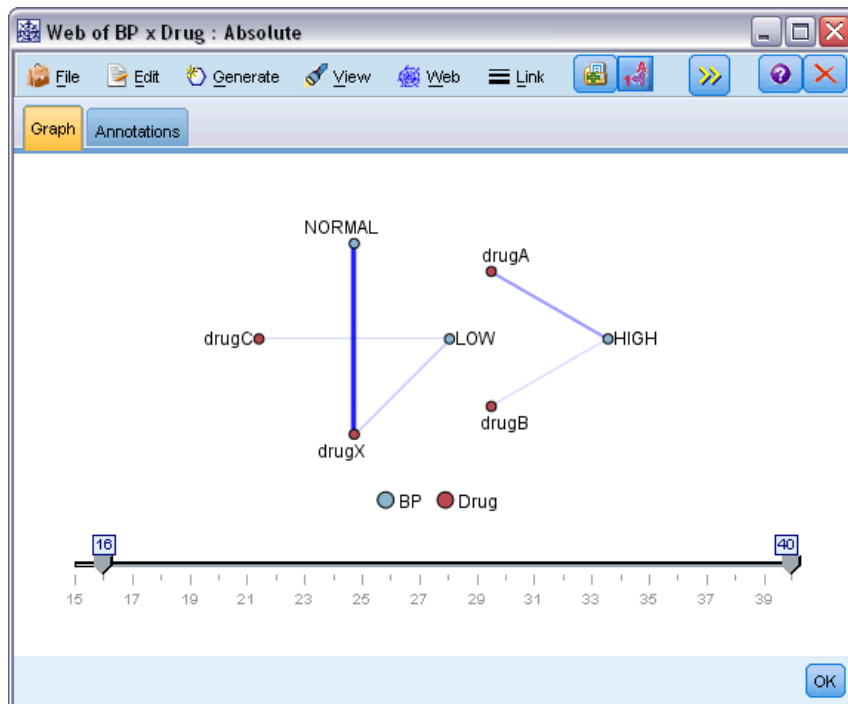 Web of BP x Drug : Absolute
File Edit Generate View Web Link
Graph Annotations
NORMAL
drugA
drugC
LOW
HIGH
drugB
drugX
BP Drug
16 40
15 17 19 21 23 25 27 29 31 33 35 37 39
OK